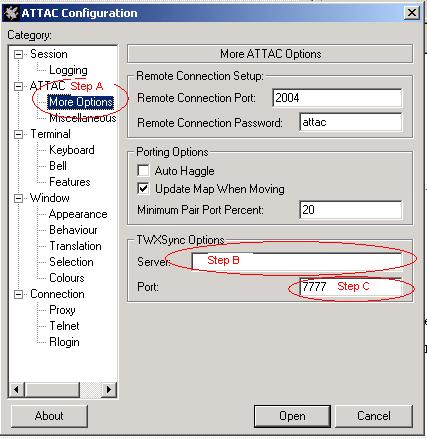 ATTAC Configuration
Category:
Session
Logging
ATTAC Step A
More Options
Miscellaneous
Terminal
Keyboard
Bell
Features
Window
Appearance
Behaviour
Translation
Selection
Colours
Connection
Proxy
Telnet
Rlogin
More ATTAC Options
Remote Connection Setup:
Remote Connection Port: 2004
Remote Connection Password: attac
Porting Options
Auto Haggle
Update Map When Moving
Minimum Pair Port Percent: 20
TWXSync Options
Server: Step B
Port: 7777 Step C
About Open Cancel